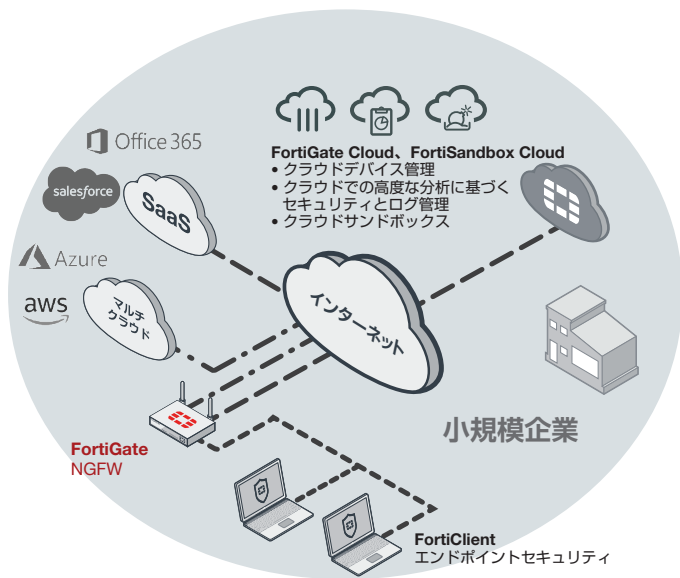 Office 365
salesforce
SaaS
Azure
aws
マルチ
クラウド
FortiGate Cloud、FortiSandbox Cloud
• クラウドデバイス管理
• クラウドでの高度な分析に基づく
セキュリティとログ管理
• クラウドサンドボックス
インターネット
小規模企業
FortiGate
NGFW
FortiClient
エンドポイントセキュリティ